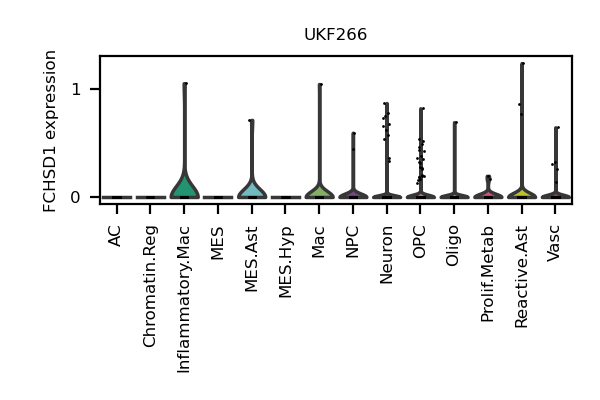 UKF266
FCHSD1 expression
1
0
AC
Chromatin.Reg
Inflammatory.Mac
MES
MES.Ast
MES.Hyp
Mac
NPC
Neuron
OPC
Oligo
Prolif.Metab
Reactive.Ast
Vasc